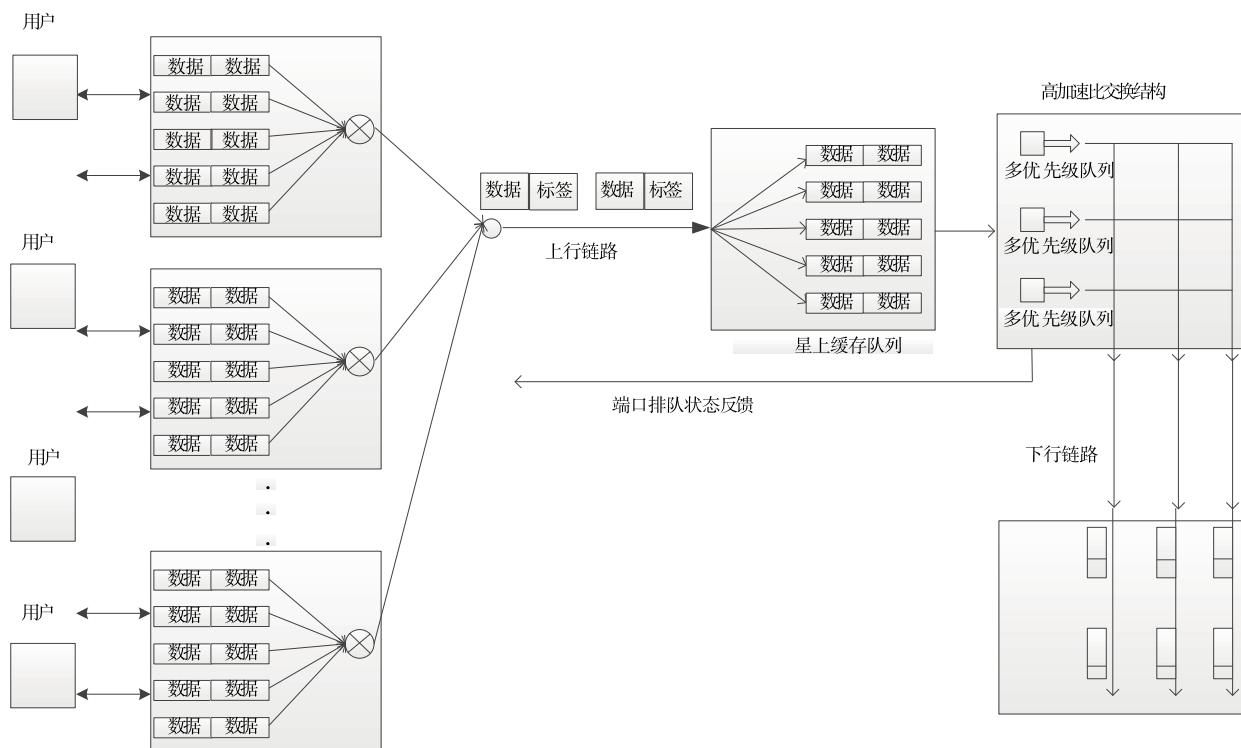 用户
数据 数据
数据 数据
数据 数据
数据 数据
数据 数据
用户
数据 数据
数据 数据
数据 数据
数据 数据
数据 数据
用户
用户
数据 数据
数据 数据
数据 数据
数据 数据
数据 数据
数据 标签 数据 标签
上行链路
数据 数据
数据 数据
数据 数据
数据 数据
数据 数据
星上缓存队列
高加速比交换结构
多优先级队列
多优先级队列
多优先级队列
端口排队状态反馈
下行链路